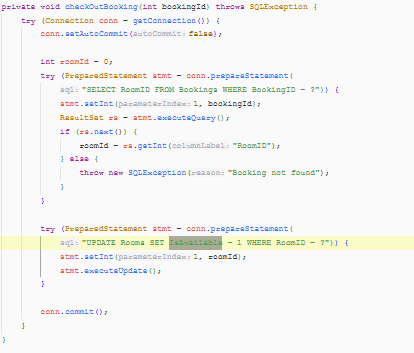 private void checkOutBooking(int bookingId) throws SQLException {
try (Connection conn = getConnection()) {
conn.setAutoCommit(autoCommit: false);
int roomId = 0;
try (PreparedStatement stmt = conn.prepareStatement(
sql: "SELECT RoomID FROM Bookings WHERE BookingID = ?")) {
stmt.setInt(parameterIndex: 1, bookingId);
ResultSet rs = stmt.executeQuery();
if (rs.next()) {
roomId = rs.getInt(columnLabel: "RoomID");
} else {
throw new SQLException(reason: "Booking not found");
}
}
try (PreparedStatement stmt = conn.prepareStatement(
sql: "UPDATE Rooms SET IsAvailable = 1 WHERE RoomID = ?")) {
stmt.setInt(parameterIndex: 1, roomId);
stmt.executeUpdate();
}
conn.commit();
}
}